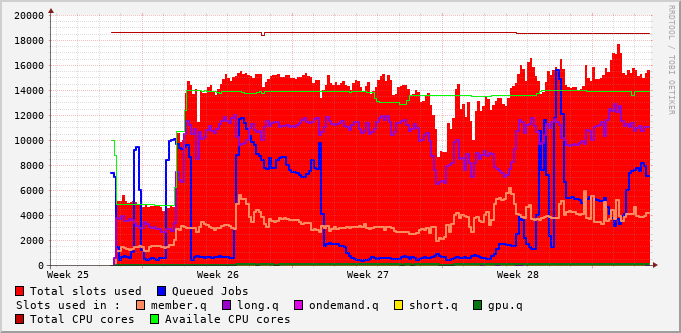 20000
18000
16000
14000
12000
10000
8000
6000
4000
2000
0
RRDTOOL / TOBI OETIKER
Week 25 Week 26 Week 27 Week 28
Total slots used Queued Jobs
Slots used in : member.q long.q ondemand.q short.q gpu.q
Total CPU cores Availale CPU cores